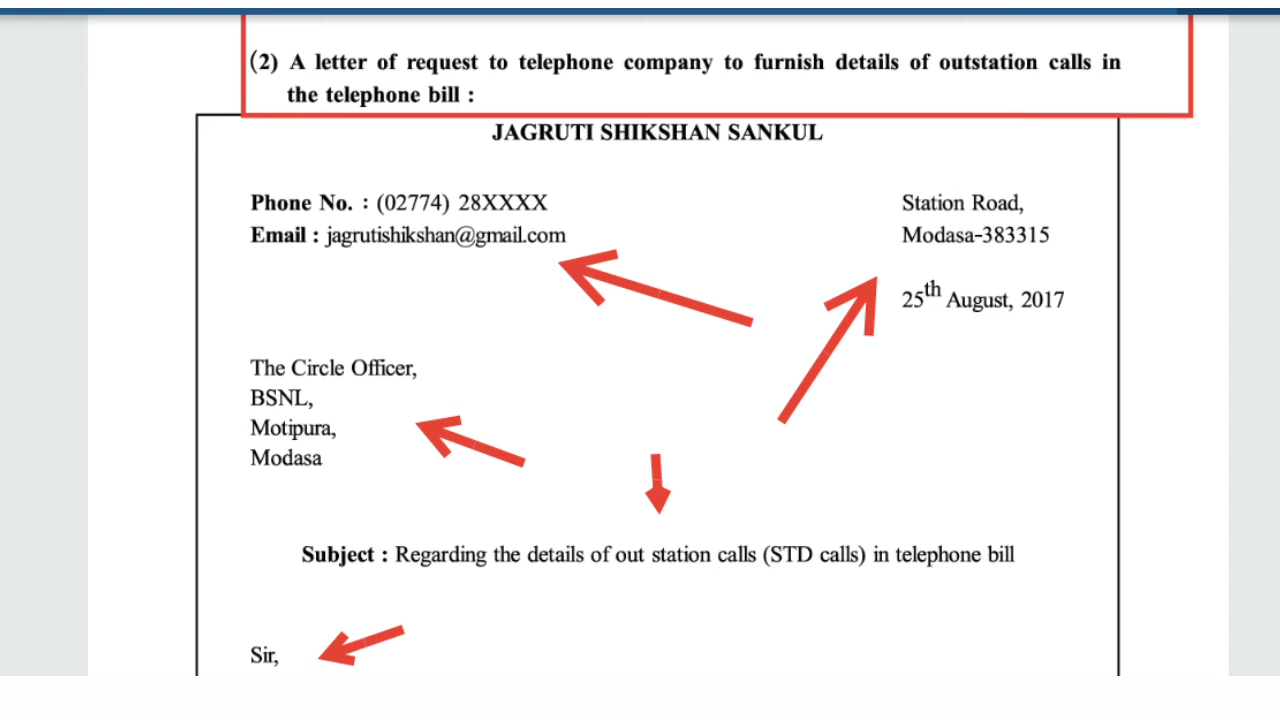 (2) A letter of request to telephone company to furnish details of outstation calls in
the telephone bill :
JAGRUTI SHIKSHAN SANKUL
Phone No. : (02774) 28XXXX
Email : jagrutishikshan@gmail.com
Station Road,
Modasa-383315
25th August, 2017
The Circle Officer,
BSNL,
Motipura,
Modasa
Subject : Regarding the details of out station calls (STD calls) in telephone bill
Sir,